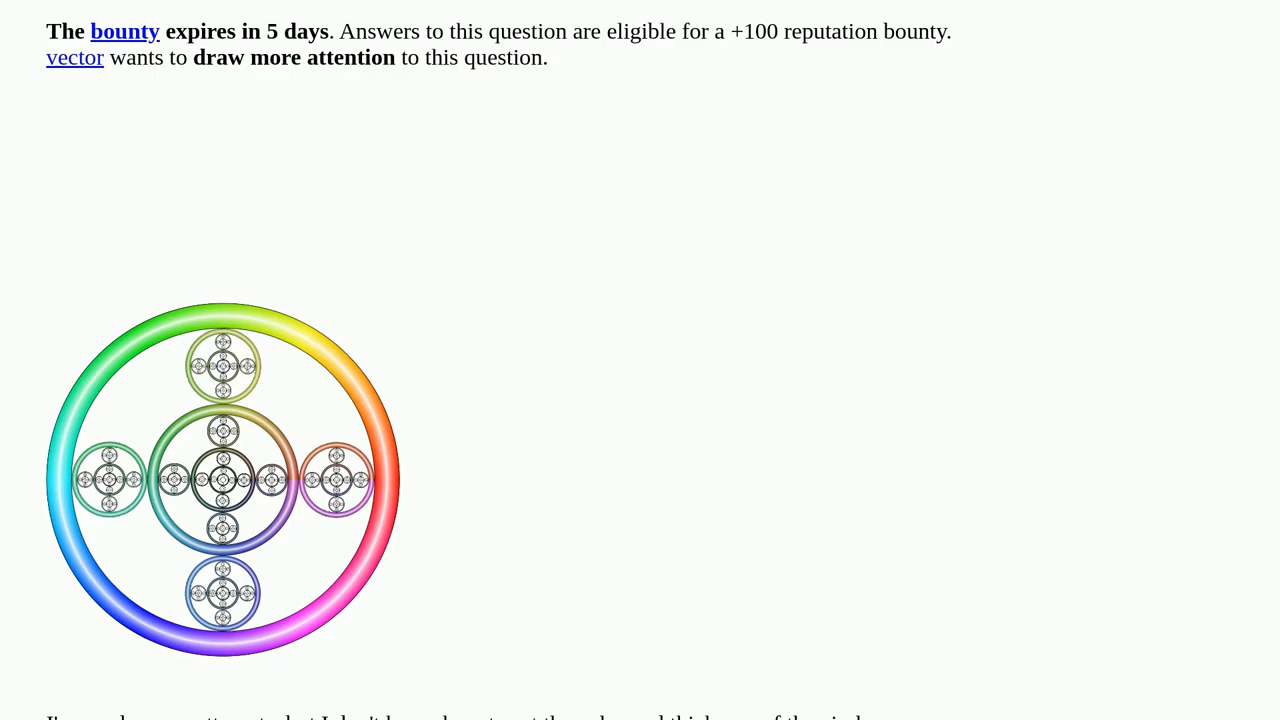 The bounty expires in 5 days. Answers to this question are eligible for a +100 reputation bounty.
vector wants to draw more attention to this question.